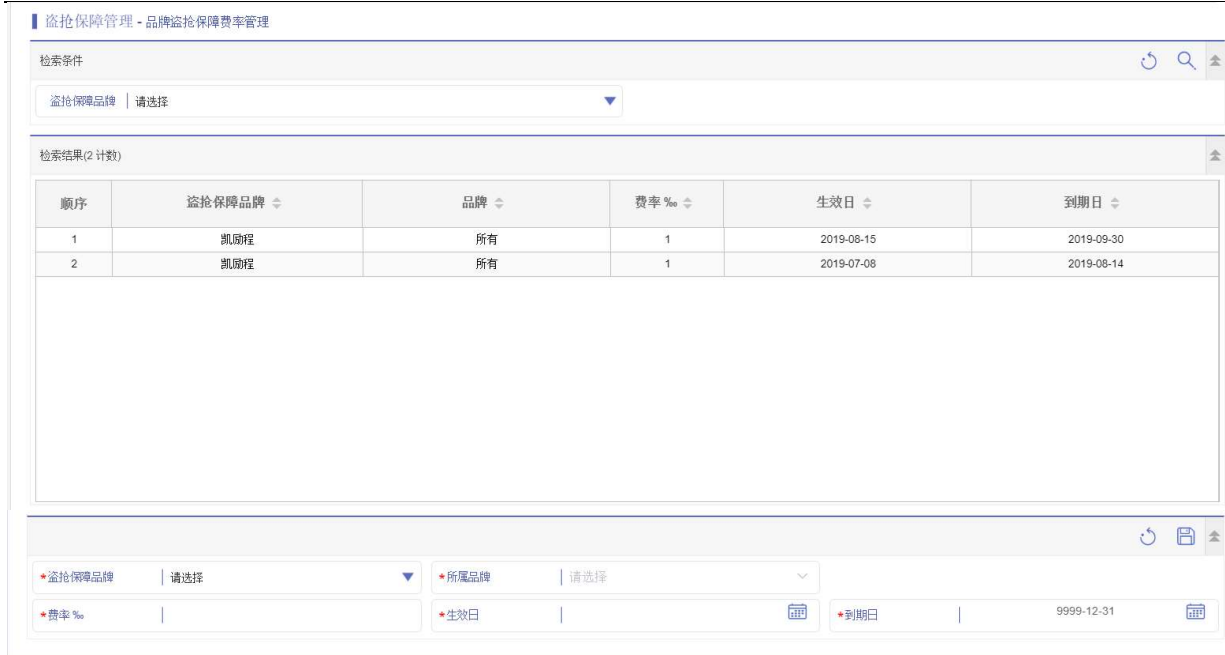 盗抢保障管理 - 品牌盗抢保障费率管理
检索条件
盗抢保障品牌 请选择
检索结果(2 计数)
顺序 盗抢保障品牌 品牌 费率‰ 生效日 到期日
1 凯励程 所有 1 2019-08-15 2019-09-30
2 凯励程 所有 1 2019-07-08 2019-08-14
*盗抢保障品牌 请选择 *所属品牌 请选择
*费率‰ *生效日 *到期日 9999-12-31